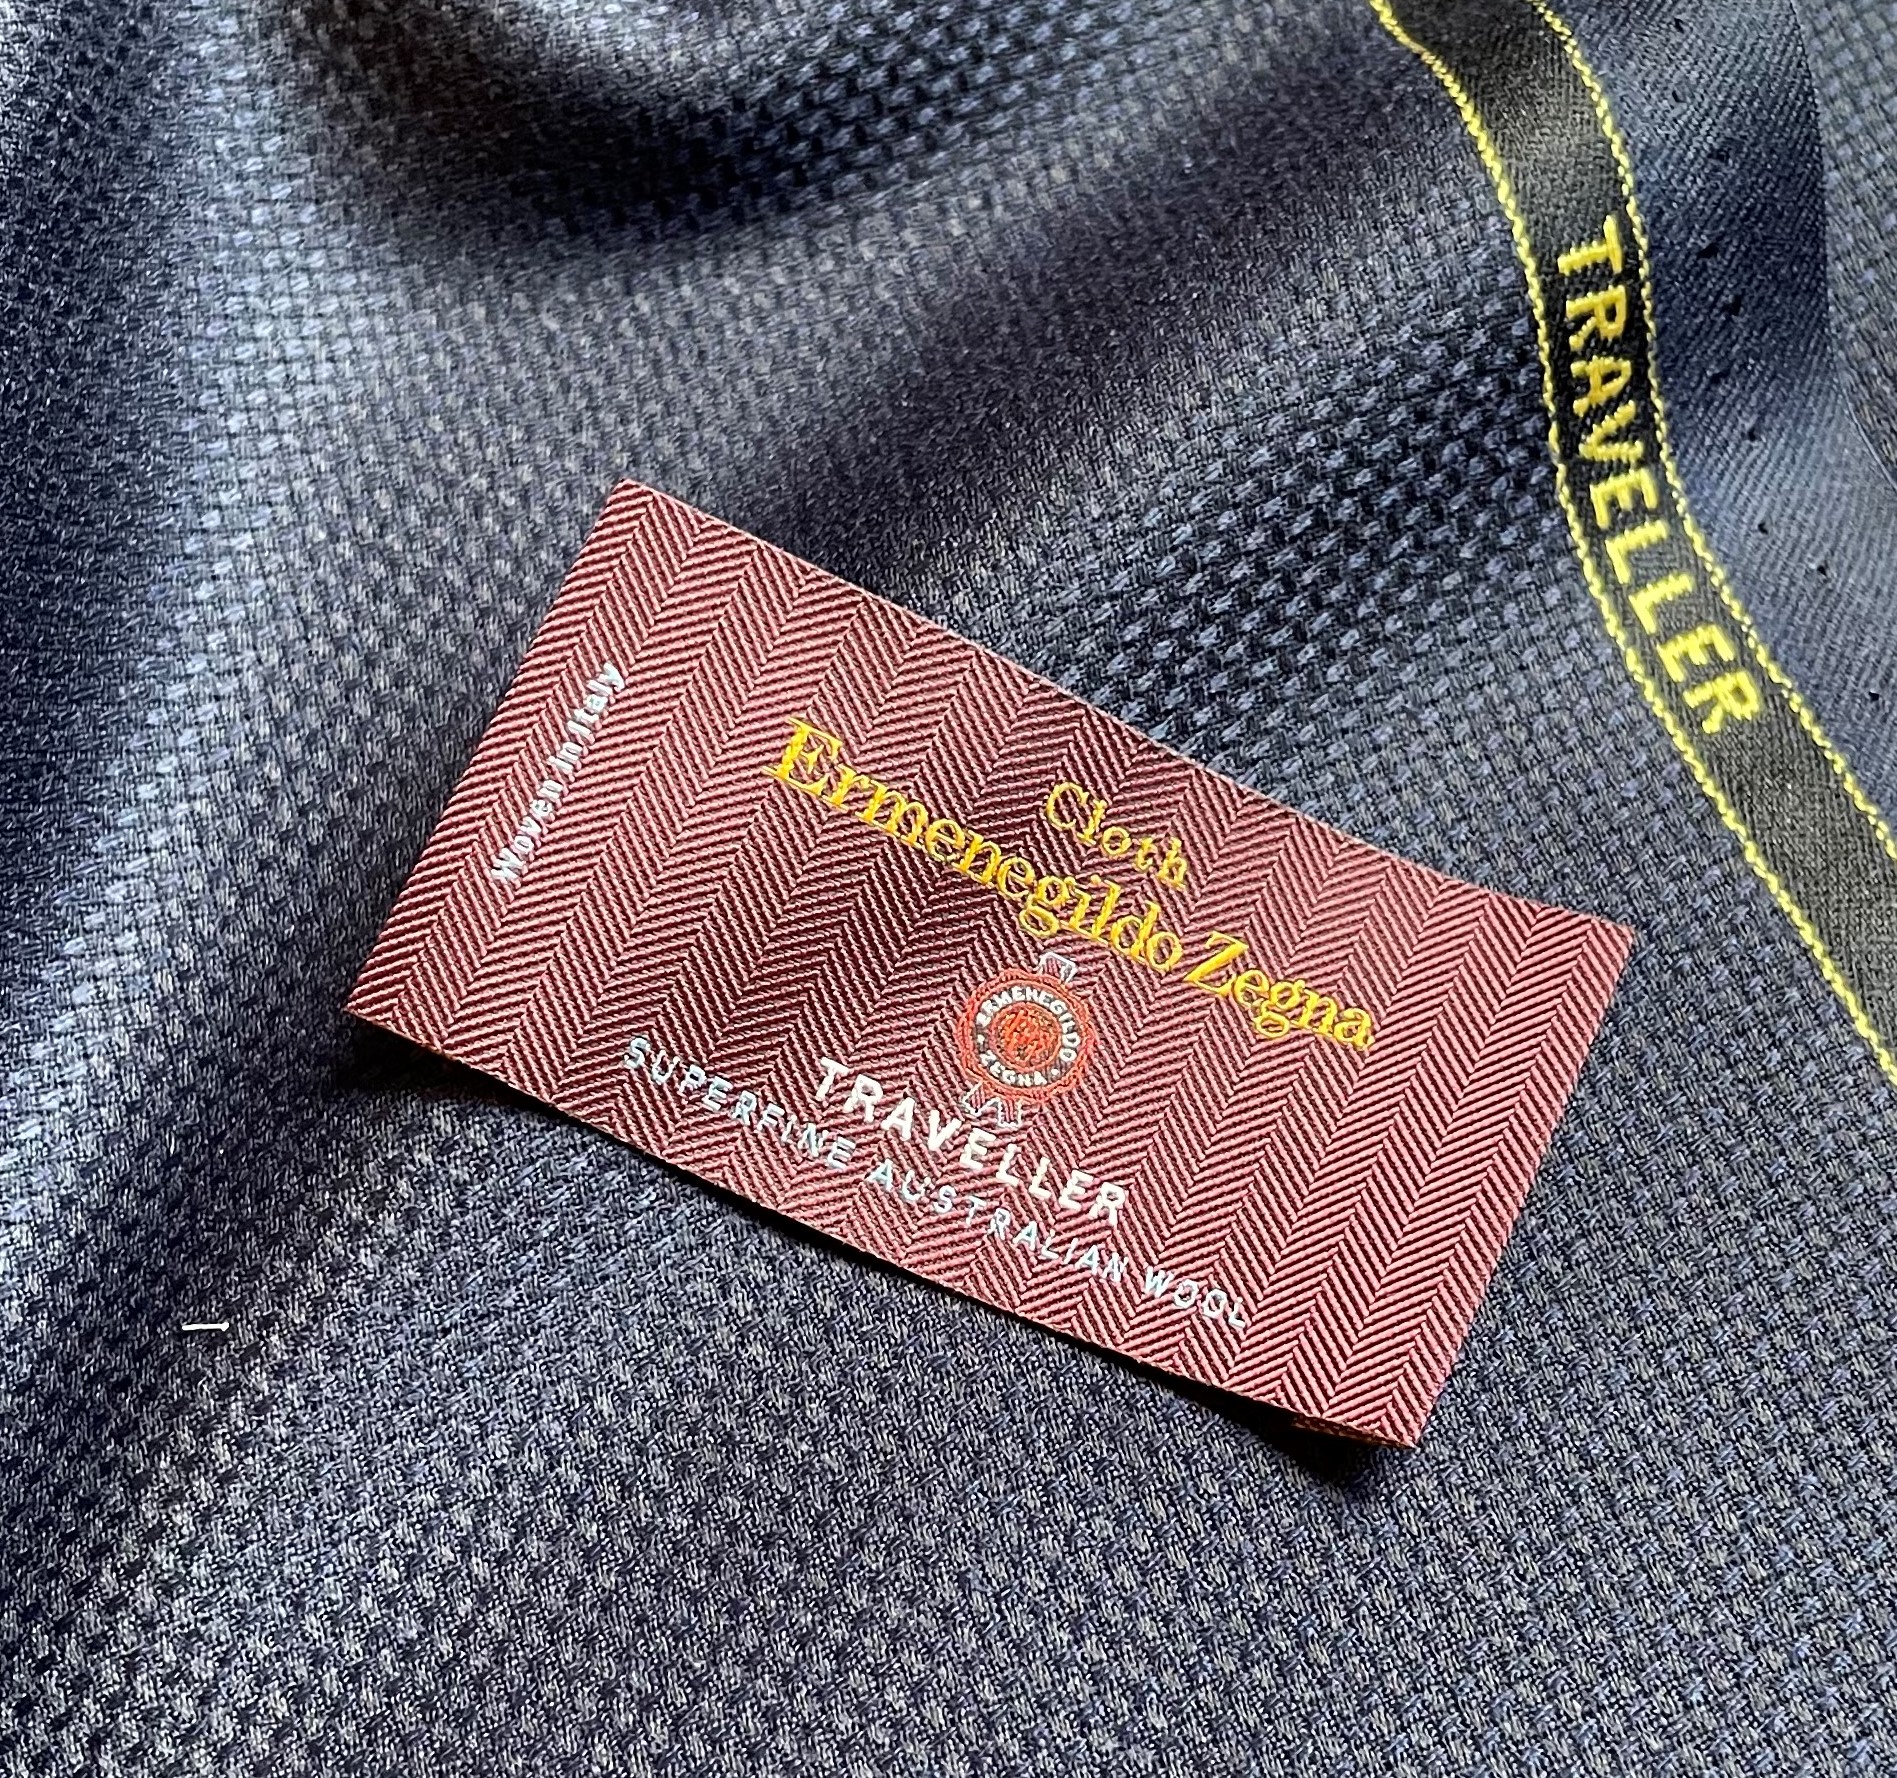 TRAVELLER
Woven in Italy
Cloth
Ermenegildo Zegna
ERMENEGILDO
ZEGNA
TRAVELLER
SUPERFINE AUSTRALIAN WOOL